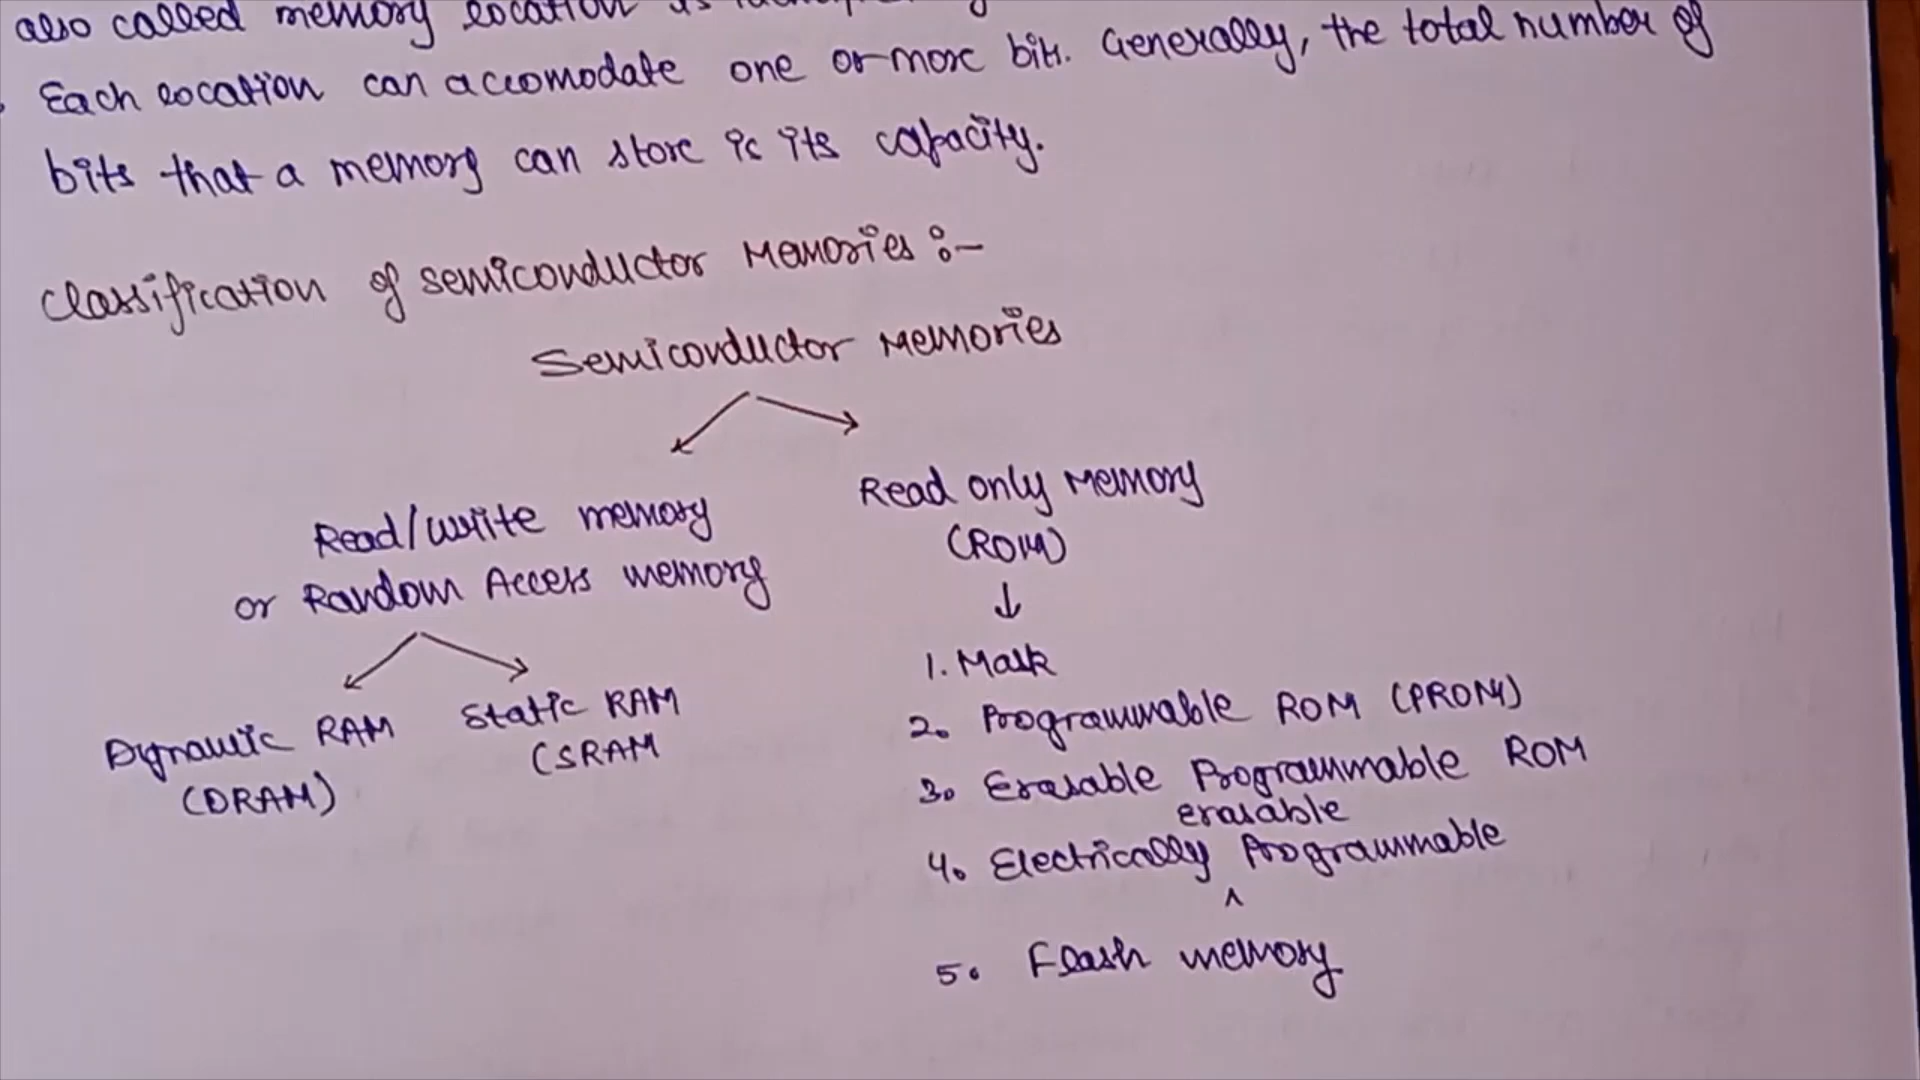 also called memory location is
Each location can accomodate one or more bits. Generally, the total number of
bits that a memory can store is its capacity.
Classification of semiconductor Memories :-
Semiconductor Memories
Read/write memory
or Random Access memory
Dynamic RAM
(DRAM)
Static RAM
(SRAM
Read only Memory
(ROM)
↓
1. Mask
2. Programmable ROM (PROM)
3. Erasable Programmable ROM
erasable
4. Electrically ^ Programmable
5. Flash memory